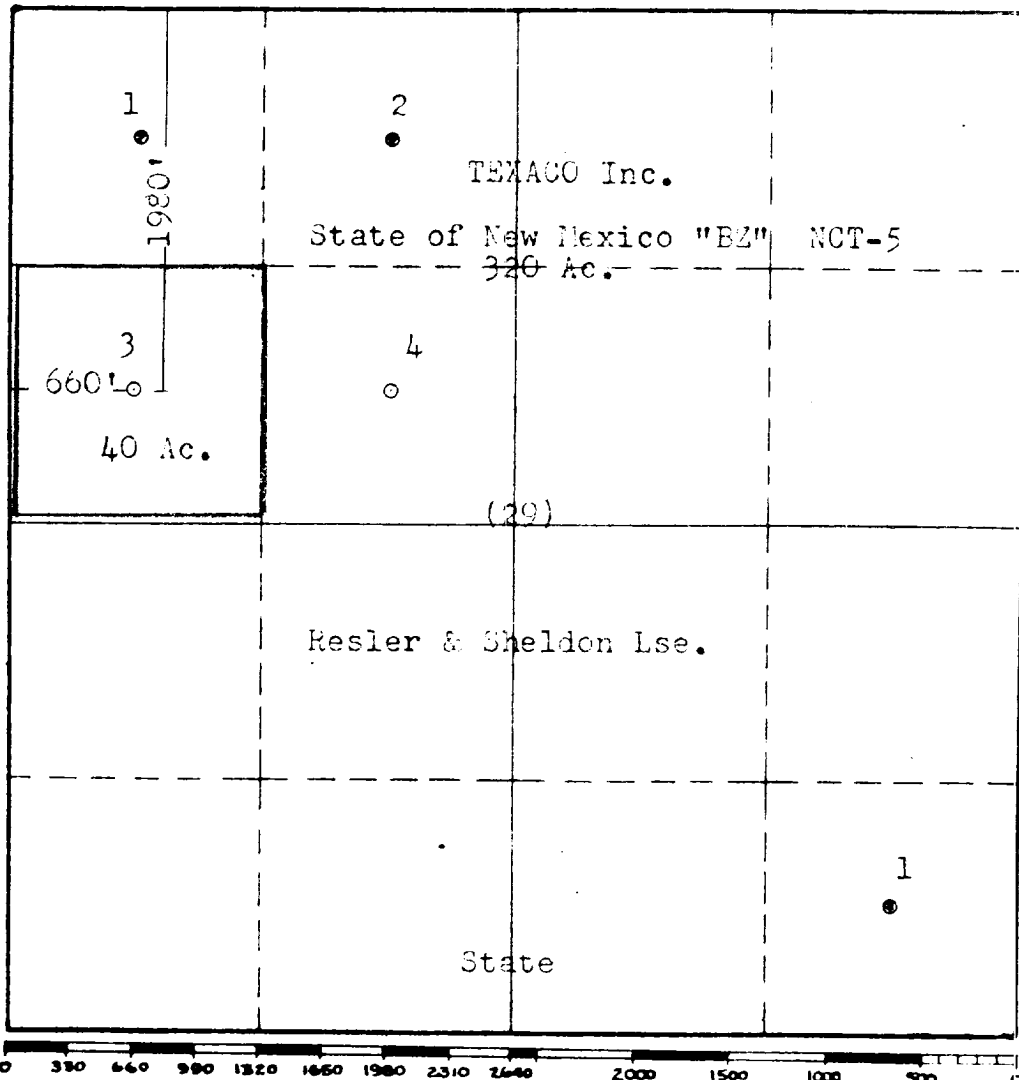 1 2
1980'
TEXACO Inc.
State of New Mexico "BZ" NCT-5
320 Ac.
3 4
660'
40 Ac.
(29)
Resler & Sheldon Lse.
1
State
0 330 660 990 1320 1650 1980 2310 2640 2000 1500 1000 500